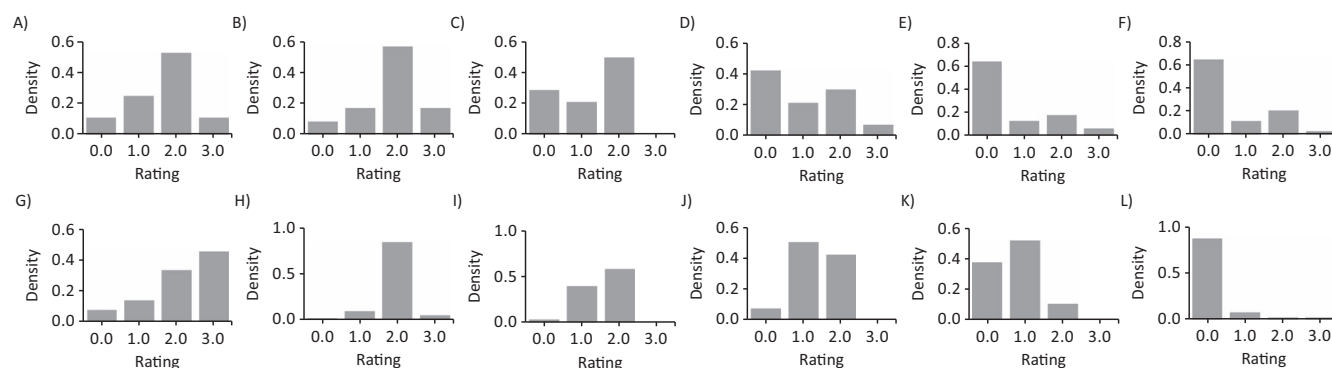 A) B) C) D) E) F)
0.6 0.6 0.6 0.6 0.8 0.8
0.4 0.4 0.4 0.4 0.6 0.6
0.4 0.4
0.2 0.2 0.2 0.2 0.2 0.2
0.0 0.0 0.0 0.0 0.0 0.0
Density Density Density Density Density Density
0.0 1.0 2.0 3.0 0.0 1.0 2.0 3.0 0.0 1.0 2.0 3.0 0.0 1.0 2.0 3.0 0.0 1.0 2.0 3.0 0.0 1.0 2.0 3.0
Rating Rating Rating Rating Rating Rating
G) H) I) J) K) L)
0.6 1.0 1.0 0.6 0.6 1.0
0.4 0.5 0.5 0.4 0.4 0.5
0.2 0.2 0.2
0.0 0.0 0.0 0.0 0.0 0.0
Density Density Density Density Density Density
0.0 1.0 2.0 3.0 0.0 1.0 2.0 3.0 0.0 1.0 2.0 3.0 0.0 1.0 2.0 3.0 0.0 1.0 2.0 3.0 0.0 1.0 2.0 3.0
Rating Rating Rating Rating Rating Rating